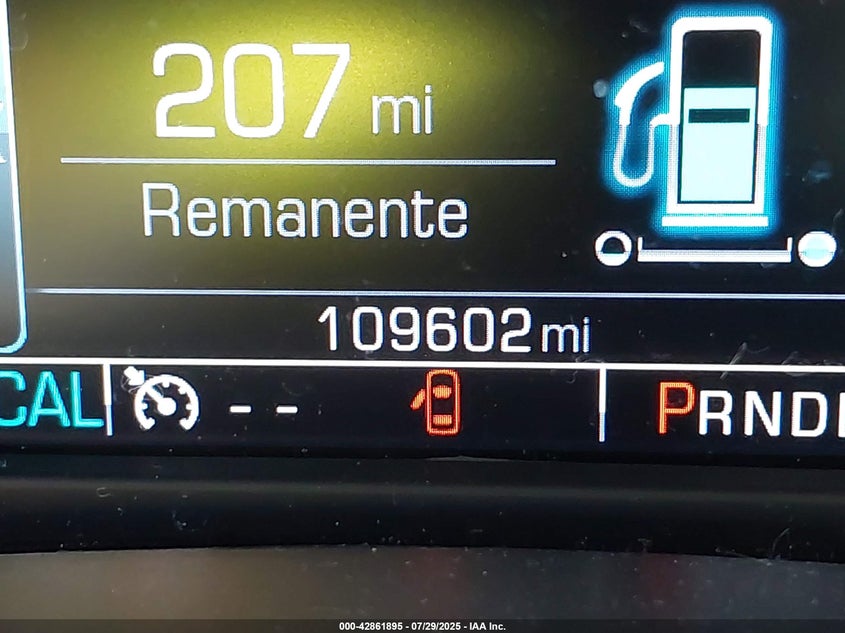 207 mi
Remanente
109602 mi
CAL -- PRND
000-42861895 - 07/29/2025 - IAA Inc.